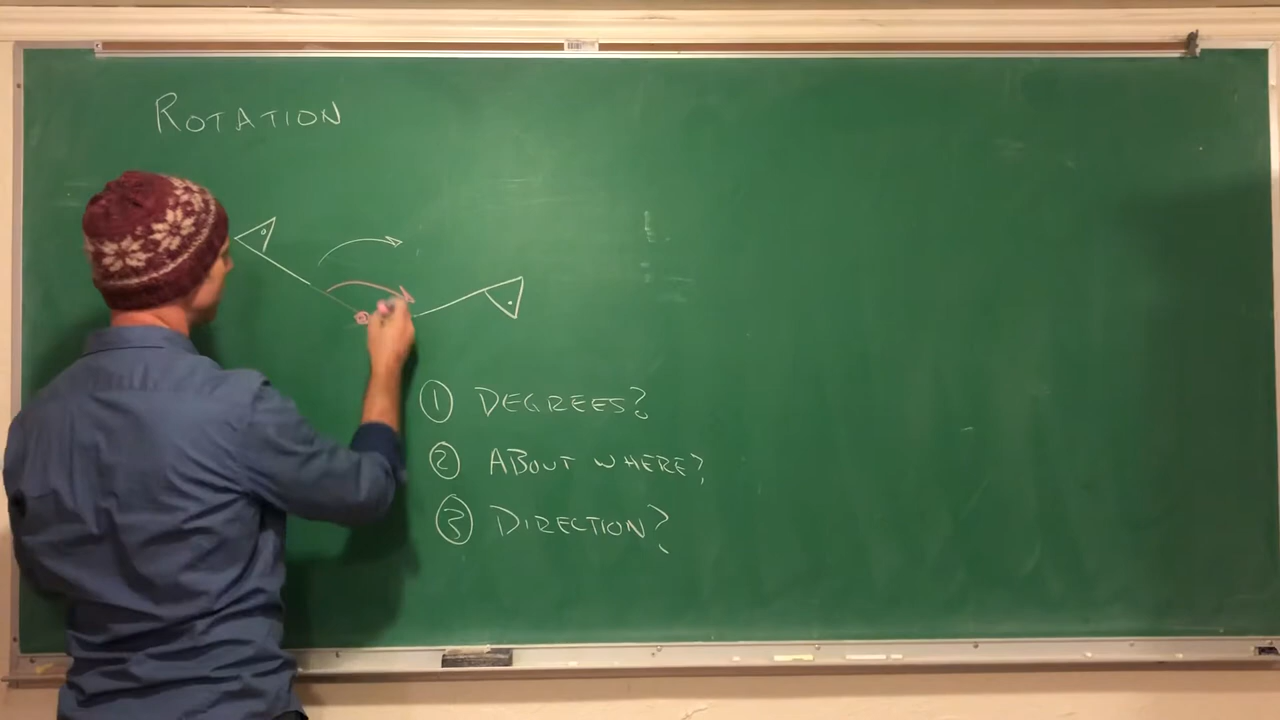 ROTATION
① DEGREES?
② ABOUT WHERE?
③ DIRECTION?